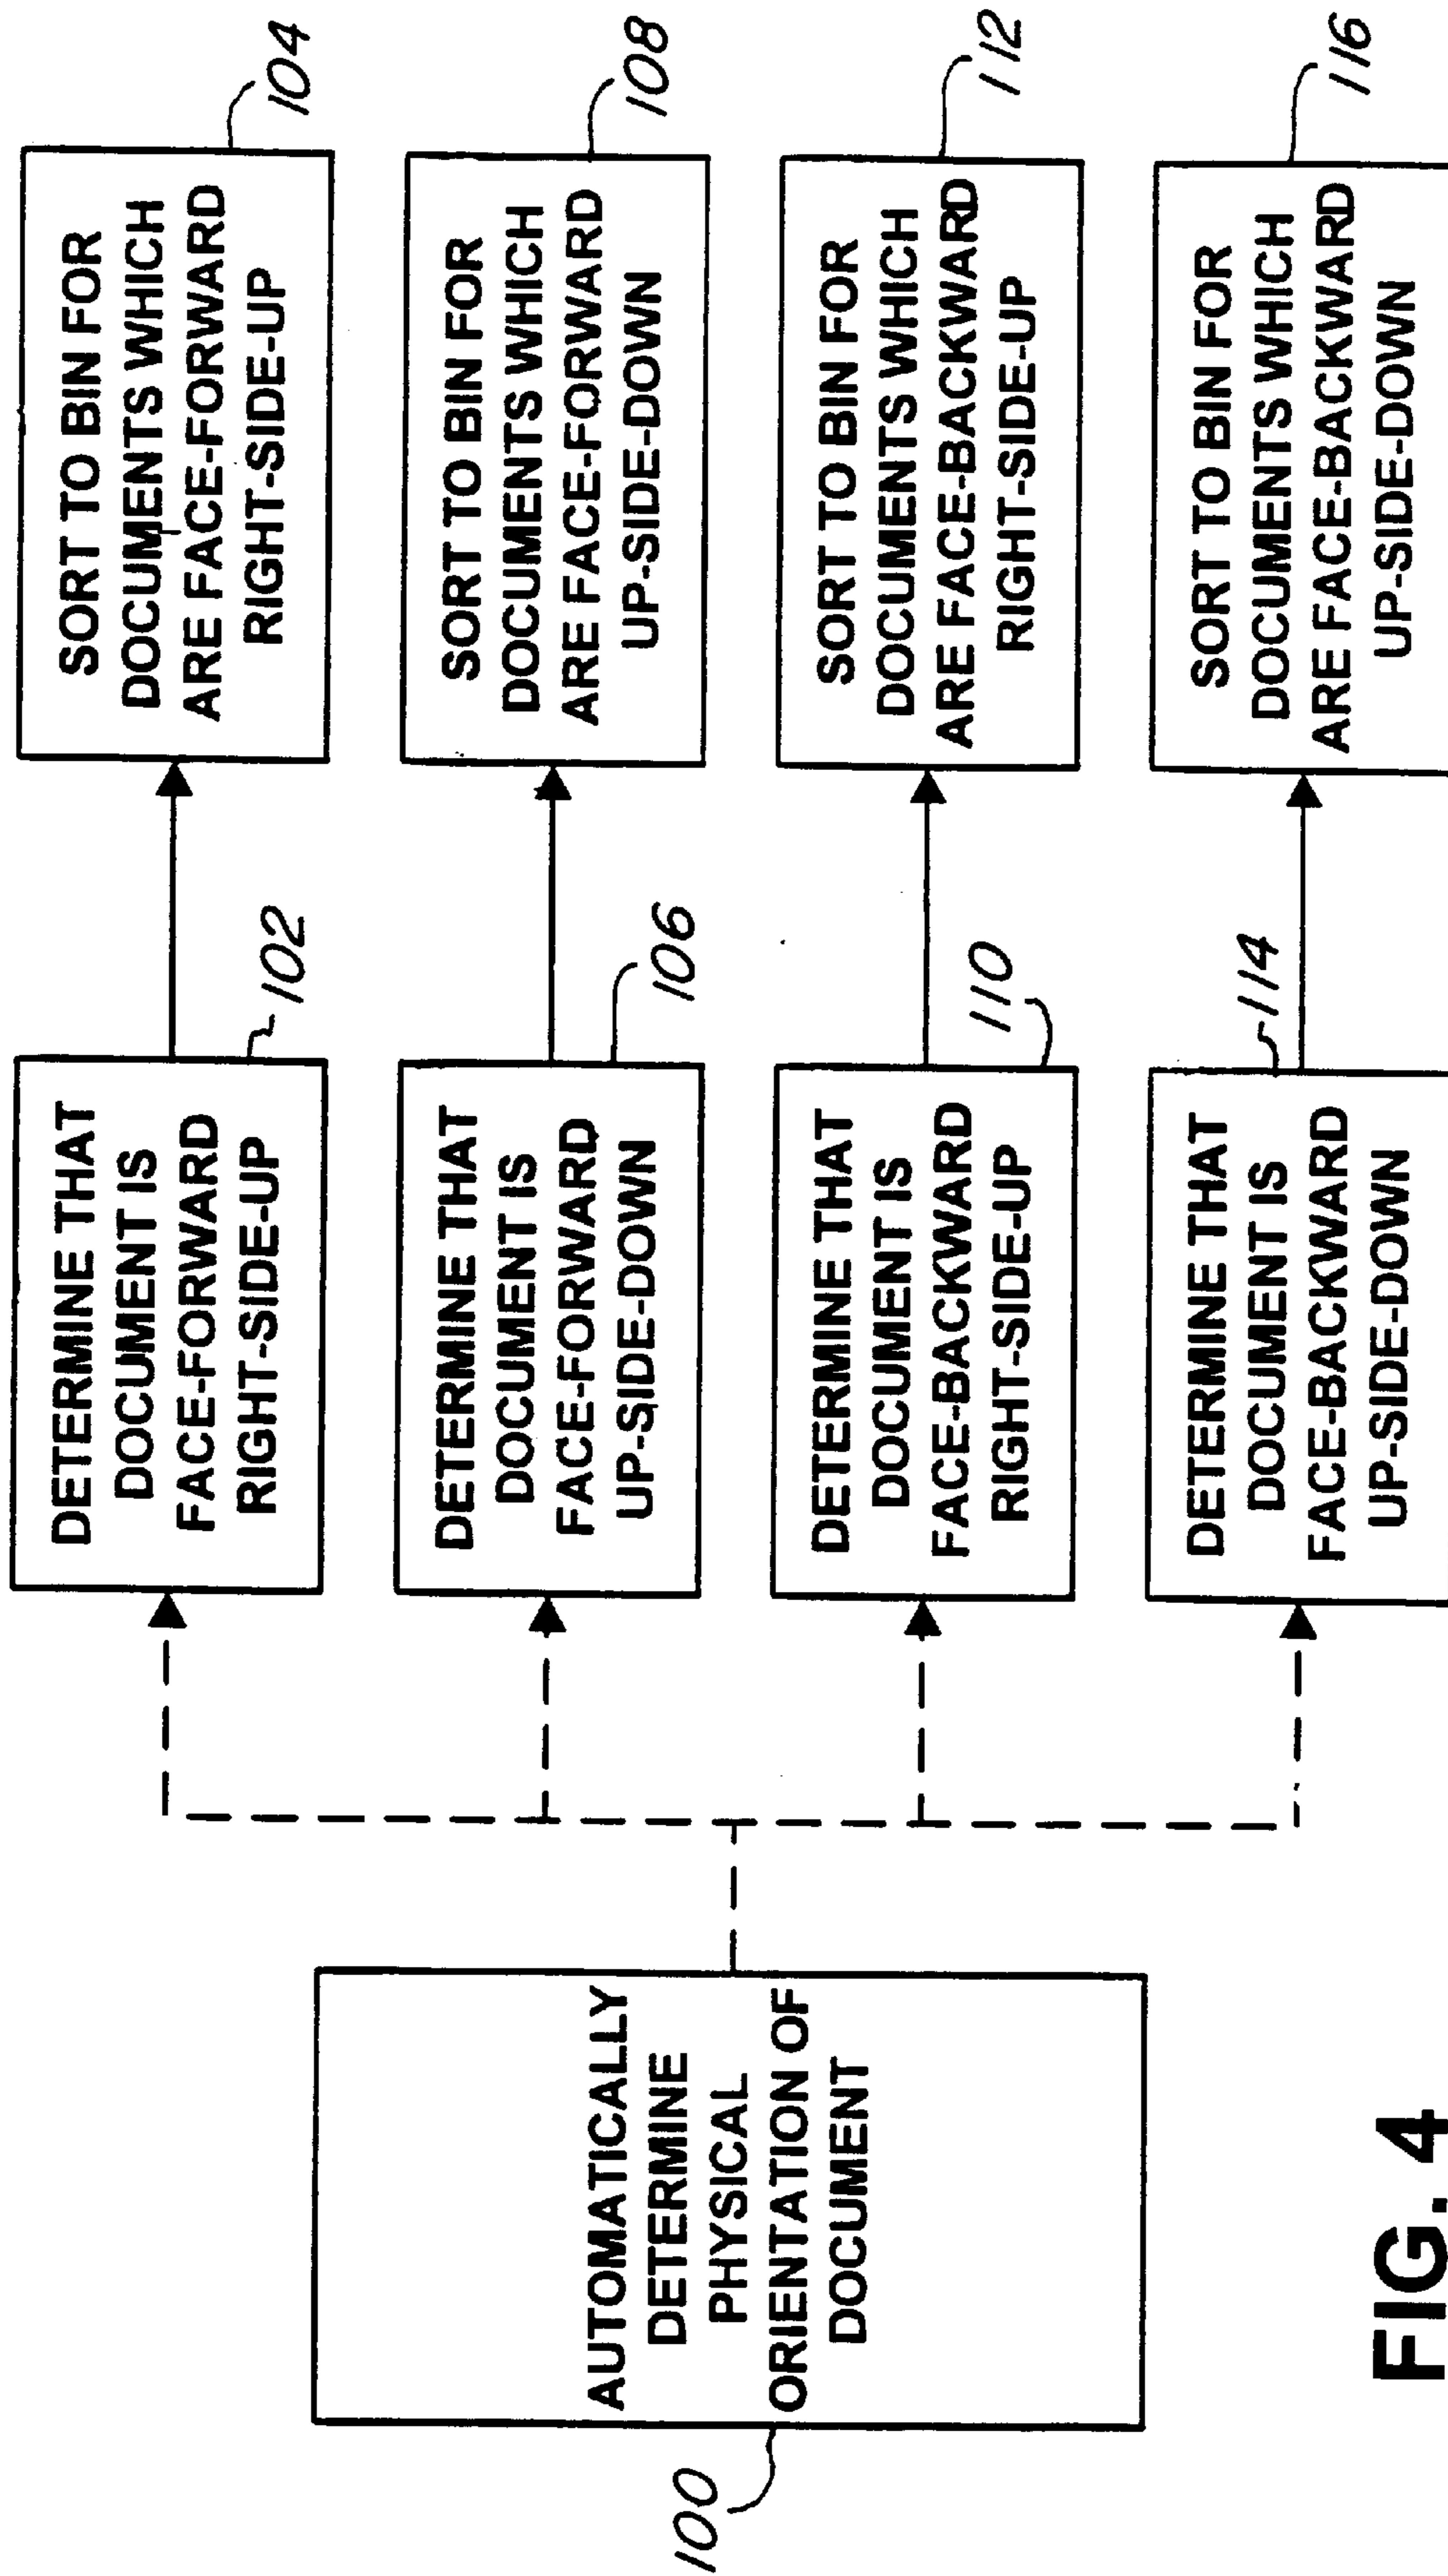 100
AUTOMATICALLY
DETERMINE
PHYSICAL
ORIENTATION OF
DOCUMENT
DETERMINE THAT
DOCUMENT IS
FACE-FORWARD
RIGHT-SIDE-UP
102
SORT TO BIN FOR
DOCUMENTS WHICH
ARE FACE-FORWARD
RIGHT-SIDE-UP
104
DETERMINE THAT
DOCUMENT IS
FACE-FORWARD
UP-SIDE-DOWN
106
SORT TO BIN FOR
DOCUMENTS WHICH
ARE FACE-FORWARD
UP-SIDE-DOWN
108
DETERMINE THAT
DOCUMENT IS
FACE-BACKWARD
RIGHT-SIDE-UP
110
SORT TO BIN FOR
DOCUMENTS WHICH
ARE FACE-BACKWARD
RIGHT-SIDE-UP
112
DETERMINE THAT
DOCUMENT IS
FACE-BACKWARD
UP-SIDE-DOWN
114
SORT TO BIN FOR
DOCUMENTS WHICH
ARE FACE-BACKWARD
UP-SIDE-DOWN
116
FIG. 4